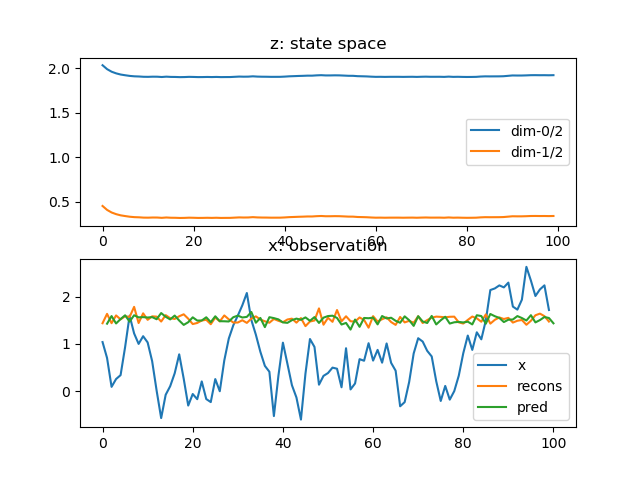 z: state space
2.0
1.5
1.0
0.5
dim-0/2
dim-1/2
0 20 40 60 80 100
x: observation
2
1
0
x
recons
pred
0 20 40 60 80 100